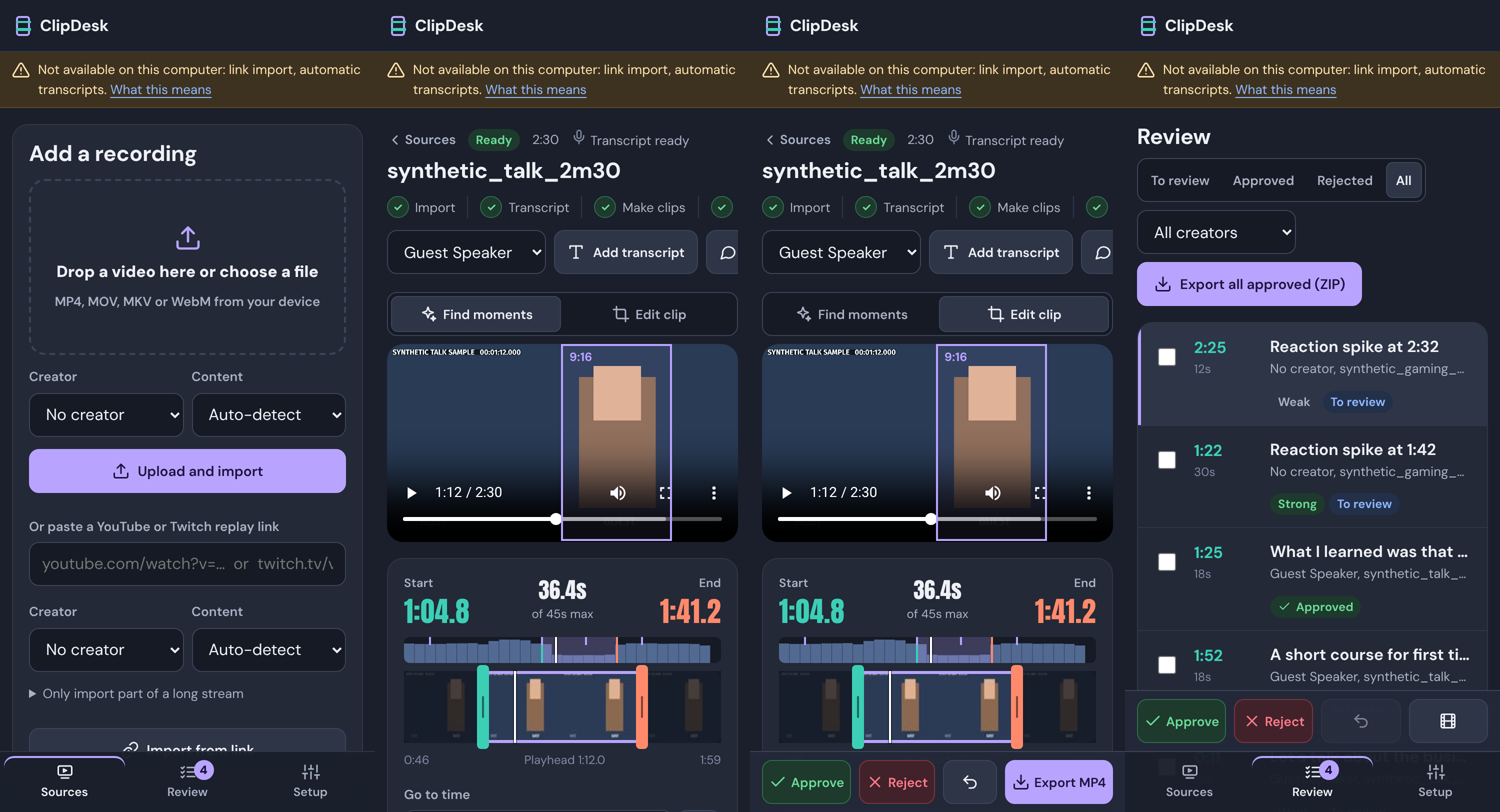 ClipDesk
Not available on this computer: link import, automatic
transcripts. What this means
Add a recording
Drop a video here or choose a file
MP4, MOV, MKV or WebM from your device
Creator Content
No creator Auto-detect
Upload and import
Or paste a YouTube or Twitch replay link
youtube.com/watch?v=... or twitch.tv/v
Creator Content
No creator Auto-detect
Only import part of a long stream
Import from link
Sources 4 Review Setup
ClipDesk
Not available on this computer: link import, automatic
transcripts. What this means
Sources Ready 2:30 Transcript ready
synthetic_talk_2m30
Import Transcript Make clips
Guest Speaker Add transcript
Find moments Edit clip
SYNTHETIC TALK SAMPLE 00:01:12.000
9:16
1:12 / 2:30
Start End
36.4s
1:04.8 of 45s max 1:41.2
0:46 Playhead 1:12.0 1:59
Go to time
ClipDesk
Not available on this computer: link import, automatic
transcripts. What this means
Sources Ready 2:30 Transcript ready
synthetic_talk_2m30
Import Transcript Make clips
Guest Speaker Add transcript
Find moments Edit clip
SYNTHETIC TALK SAMPLE 00:01:12.000
9:16
1:12 / 2:30
Start End
36.4s
1:04.8 of 45s max 1:41.2
0:46 Playhead 1:12.0 1:59
Approve Reject Export MP4
ClipDesk
Not available on this computer: link import, automatic
transcripts. What this means
Review
To review Approved Rejected All
All creators
Export all approved (ZIP)
2:25 Reaction spike at 2:32
12s No creator, synthetic_gaming_...
Weak To review
1:22 Reaction spike at 1:42
30s No creator, synthetic_gaming_...
Strong To review
1:25 What I learned was that ...
18s Guest Speaker, synthetic_talk_...
Approved
1:52 A short course for first ti...
18s Guest Speaker, synthetic_talk_...
Approve Reject
Sources 4 Review Setup